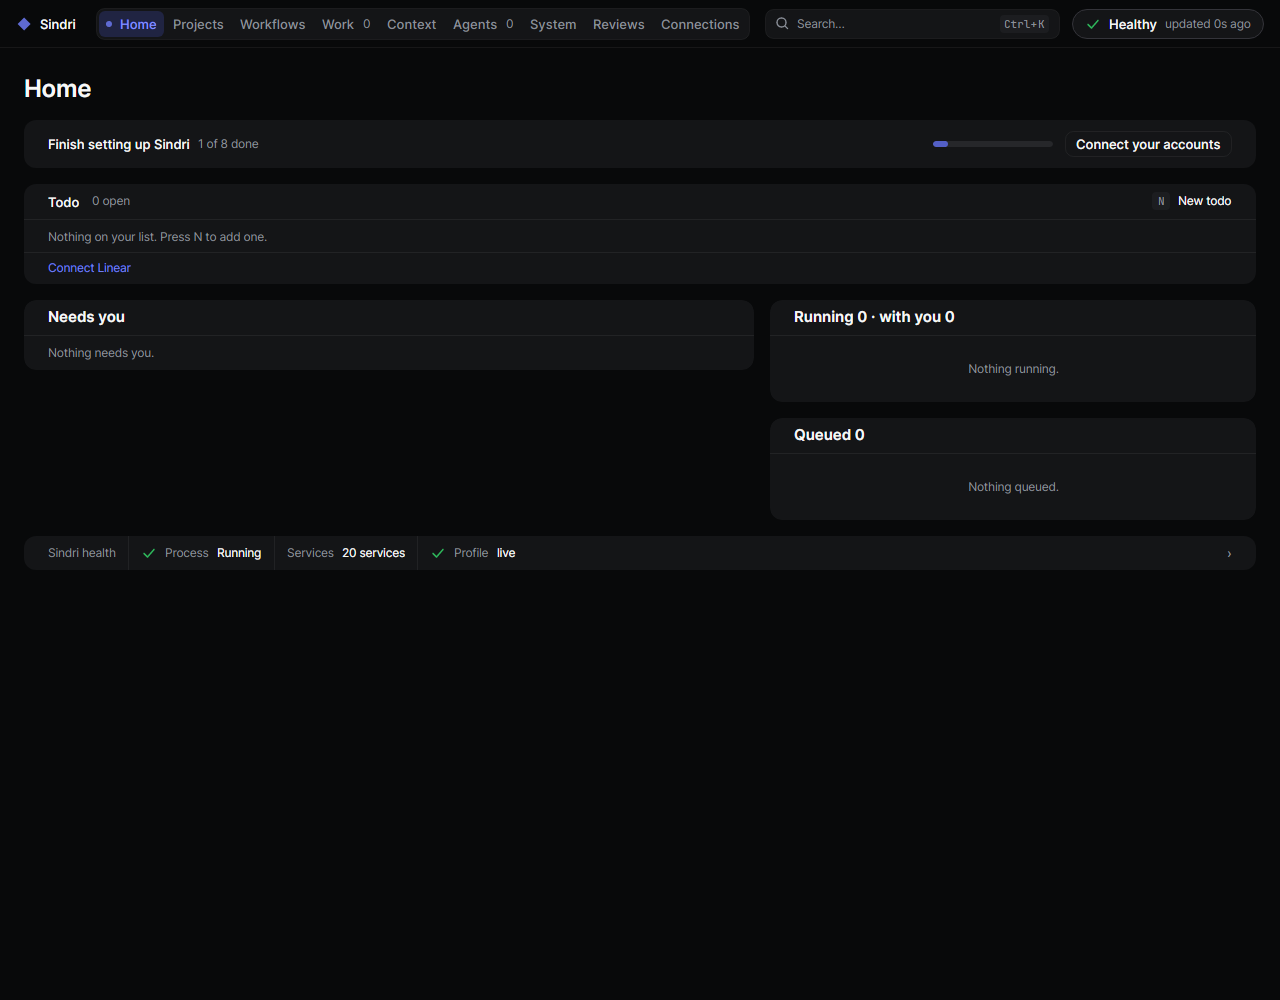 Sindri Home Projects Workflows Work 0 Context Agents 0 System Reviews Connections Search... Ctrl+K Healthy updated 0s ago
Home
Finish setting up Sindri 1 of 8 done Connect your accounts
Todo 0 open N New todo
Nothing on your list. Press N to add one.
Connect Linear
Needs you
Nothing needs you.
Running 0 · with you 0
Nothing running.
Queued 0
Nothing queued.
Sindri health Process Running Services 20 services Profile live ›